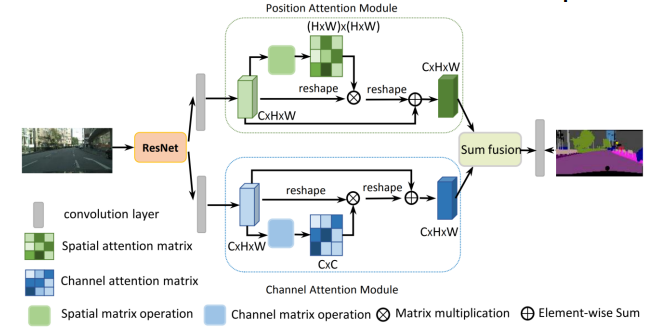 Position Attention Module
(HxW)x(HxW)
CxHxW
reshape
reshape
CxHxW
ResNet
Sum fusion
reshape
reshape
CxHxW
CxC
CxHxW
Channel Attention Module
convolution layer
Spatial attention matrix
Channel attention matrix
Spatial matrix operation
Channel matrix operation
Matrix multiplication
Element-wise Sum